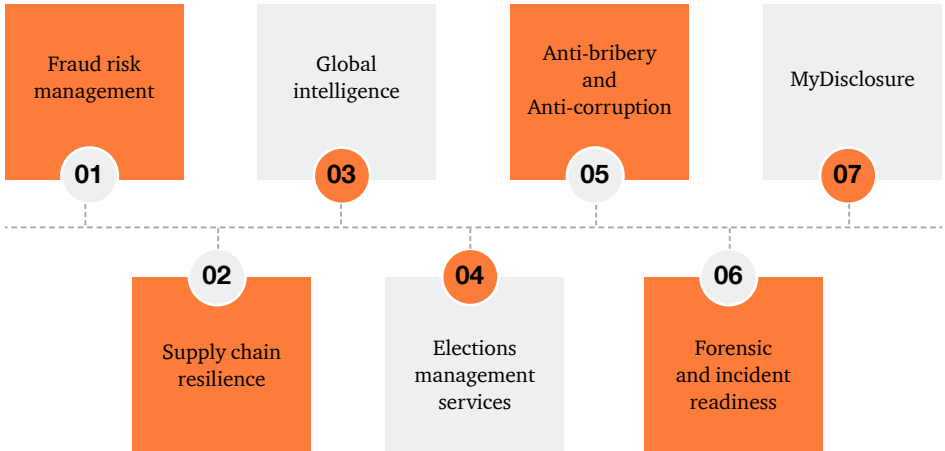 Fraud risk
management
01
02
Supply chain
resilience
Global
intelligence
03
04
Elections
management
services
Anti-bribery
and
Anti-corruption
05
06
Forensic
and incident
readiness
MyDisclosure
07